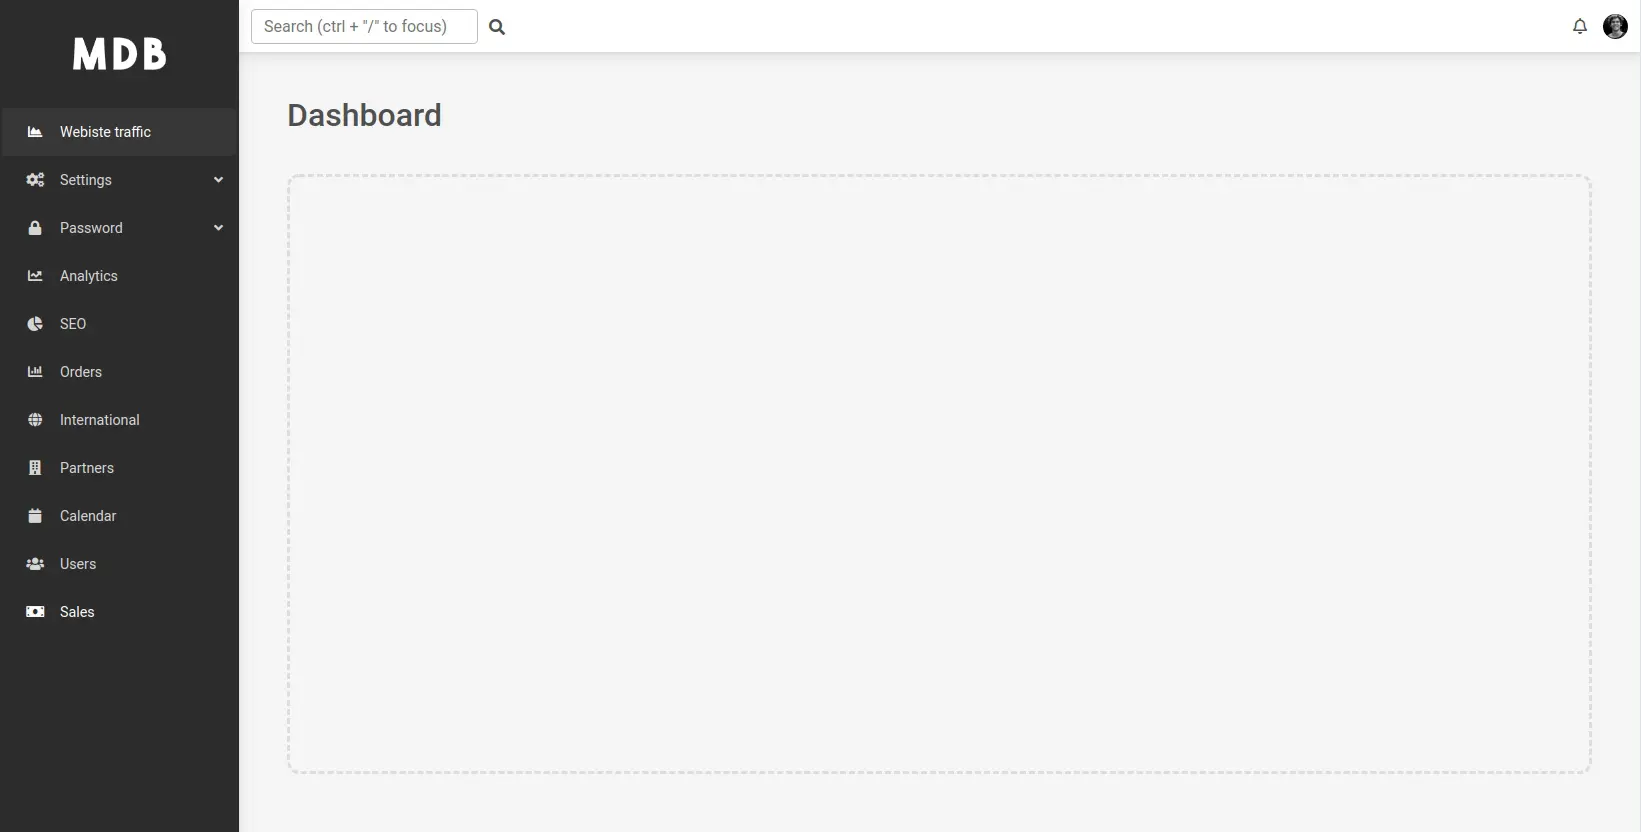 MDB
Search (ctrl + "/" to focus)
Webiste traffic
Settings
Password
Analytics
SEO
Orders
International
Partners
Calendar
Users
Sales
Dashboard